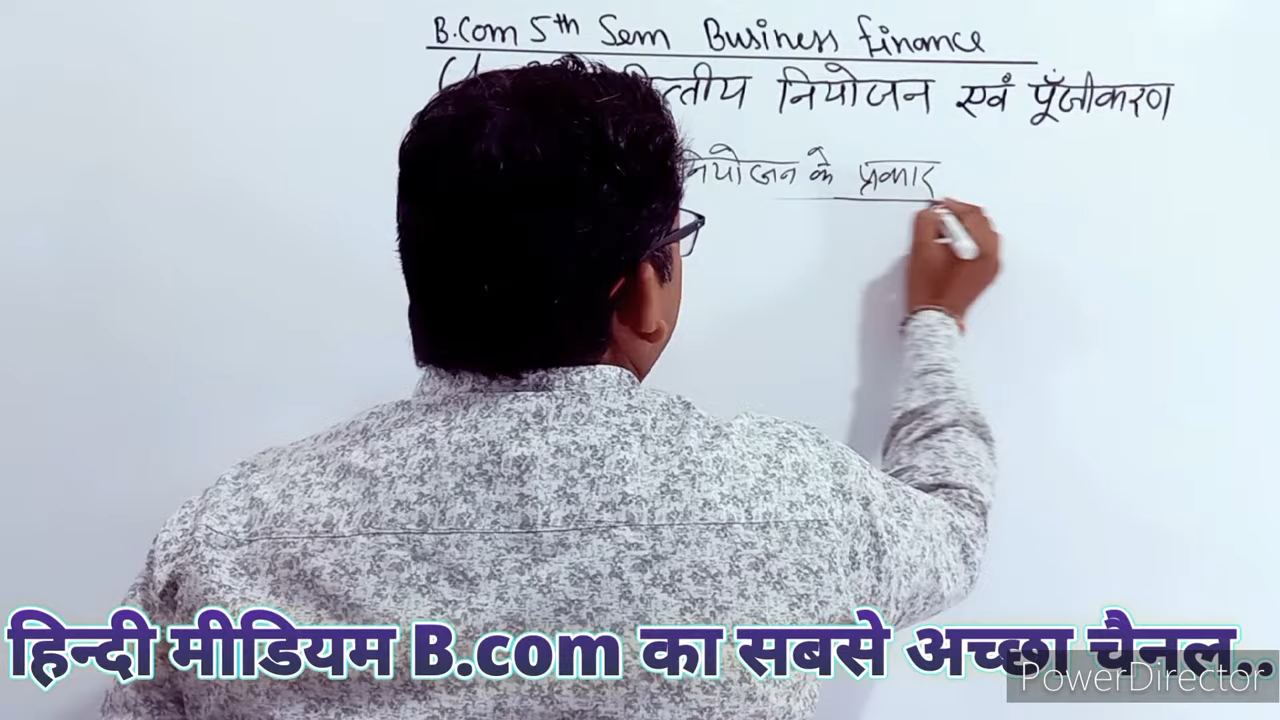 B.Com 5th Sem Business finance
नियोजन एवं पूँजीकरण
नियोजन के प्रकार
हिन्दी मीडियम B.com का सबसे अच्छा चैनल..
PowerDirector